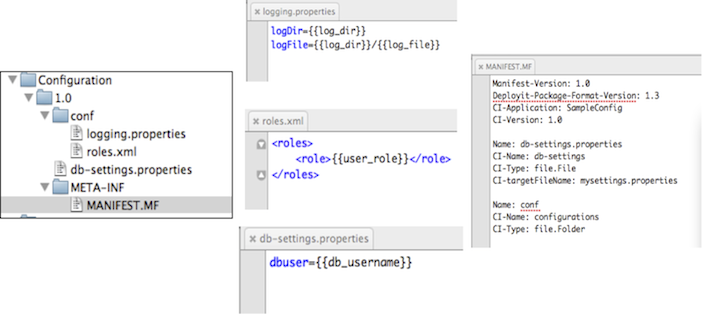 Configuration
1.0
conf
logging.properties
roles.xml
db-settings.properties
META-INF
MANIFEST.MF
logging.properties
logDir={{log_dir}}
logFile={{log_dir}}/{{log_file}}
roles.xml
<roles>
<role>{{user_role}}</role>
</roles>
db-settings.properties
dbuser={{db_username}}
MANIFEST.MF
Manifest-Version: 1.0
Deployit-Package-Format-Version: 1.3
CI-Application: SampleConfig
CI-Version: 1.0
Name: db-settings.properties
CI-Name: db-settings
CI-Type: file.File
CI-targetFileName: mysettings.properties
Name: conf
CI-Name: configurations
CI-Type: file.Folder